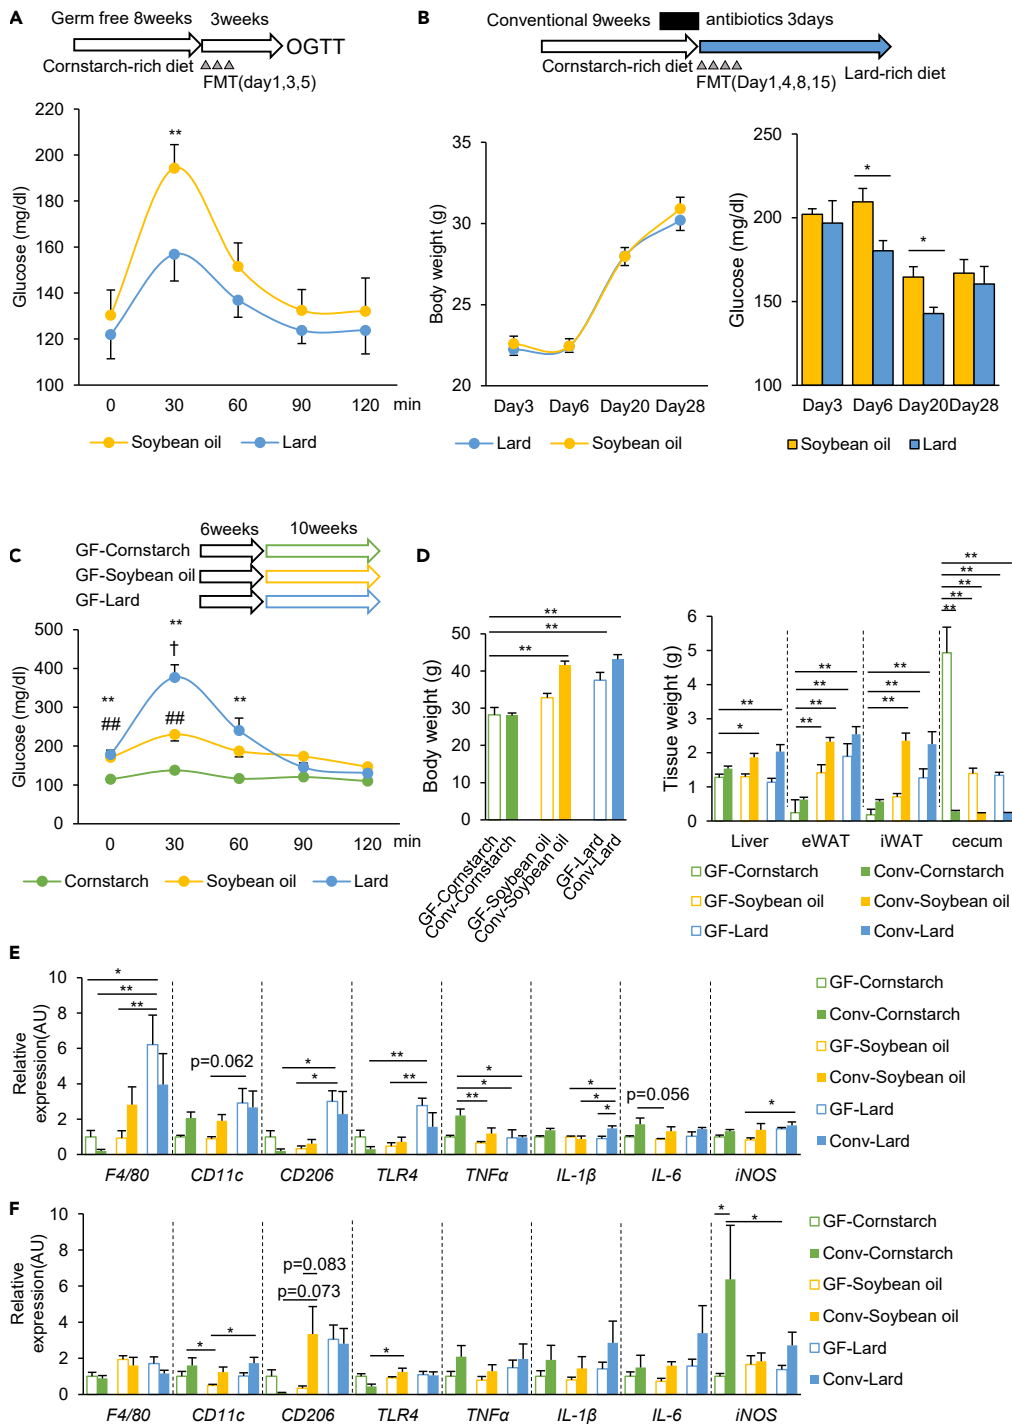 A
Germ free 8weeks
3weeks
OGTT
Cornstarch-rich diet
FMT(day1,3,5)
220
200
180
160
140
120
100
Glucose (mg/dl)
**
0
30
60
90
120
min
Soybean oil
Lard
B
Conventional 9weeks
antibiotics 3days
Cornstarch-rich diet
Lard-rich diet
FMT(Day1,4,8,15)
35
30
25
20
Body weight (g)
Day3
Day6
Day20
Day28
Lard
Soybean oil
250
200
150
100
Glucose (mg/dl)
*
*
Day3
Day6
Day20
Day28
Soybean oil
Lard
C
6weeks
10weeks
GF-Cornstarch
GF-Soybean oil
GF-Lard
500
400
300
200
100
0
Glucose (mg/dl)
**
##
**
†
##
**
0
30
60
90
120
min
Cornstarch
Soybean oil
Lard
D
50
40
30
20
10
0
Body weight (g)
**
**
**
GF-Cornstarch
Conv-Cornstarch
GF-Soybean oil
Conv-Soybean oil
GF-Lard
Conv-Lard
6
5
4
3
2
1
0
Tissue weight (g)
**
*
**
**
**
**
**
**
**
**
**
**
**
Liver
eWAT
iWAT
cecum
GF-Cornstarch
Conv-Cornstarch
GF-Soybean oil
Conv-Soybean oil
GF-Lard
Conv-Lard
E
10
8
6
4
2
0
Relative
expression(AU)
*
**
**
p=0.062
*
*
**
**
*
*
**
*
*
*
p=0.056
*
F4/80
CD11c
CD206
TLR4
TNFα
IL-1β
IL-6
iNOS
GF-Cornstarch
Conv-Cornstarch
GF-Soybean oil
Conv-Soybean oil
GF-Lard
Conv-Lard
F
10
8
6
4
2
0
Relative
expression(AU)
*
*
p=0.083
p=0.073
*
*
*
F4/80
CD11c
CD206
TLR4
TNFα
IL-1β
IL-6
iNOS
GF-Cornstarch
Conv-Cornstarch
GF-Soybean oil
Conv-Soybean oil
GF-Lard
Conv-Lard